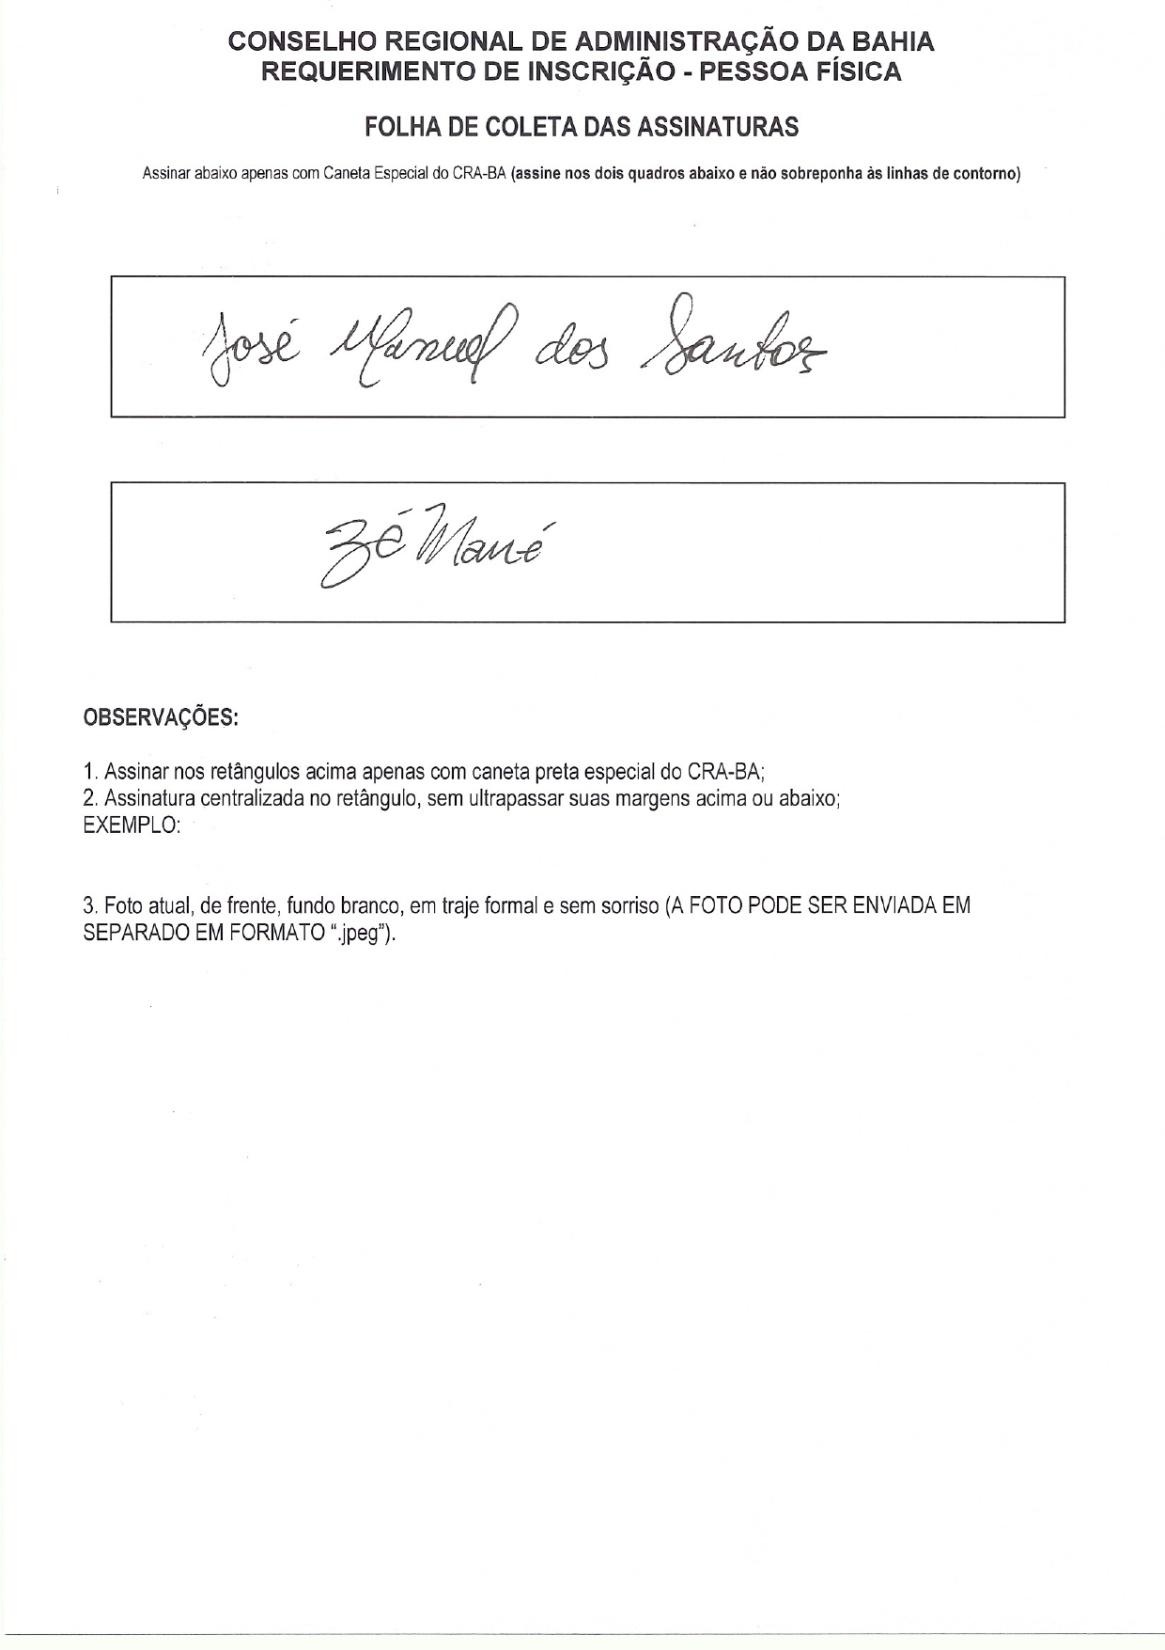 CONSELHO REGIONAL DE ADMINISTRAÇÃO DA BAHIA
REQUERIMENTO DE INSCRIÇÃO - PESSOA FÍSICA
FOLHA DE COLETA DAS ASSINATURAS
Assinar abaixo apenas com Caneta Especial do CRA-BA (assine nos dois quadros abaixo e não sobreponha às linhas de contorno)
José Manuel dos Santos
Zé Mané
OBSERVAÇÕES:
1. Assinar nos retângulos acima apenas com caneta preta especial do CRA-BA;
2. Assinatura centralizada no retângulo, sem ultrapassar suas margens acima ou abaixo;
EXEMPLO:
3. Foto atual, de frente, fundo branco, em traje formal e sem sorriso (A FOTO PODE SER ENVIADA EM
SEPARADO EM FORMATO “.jpeg”).